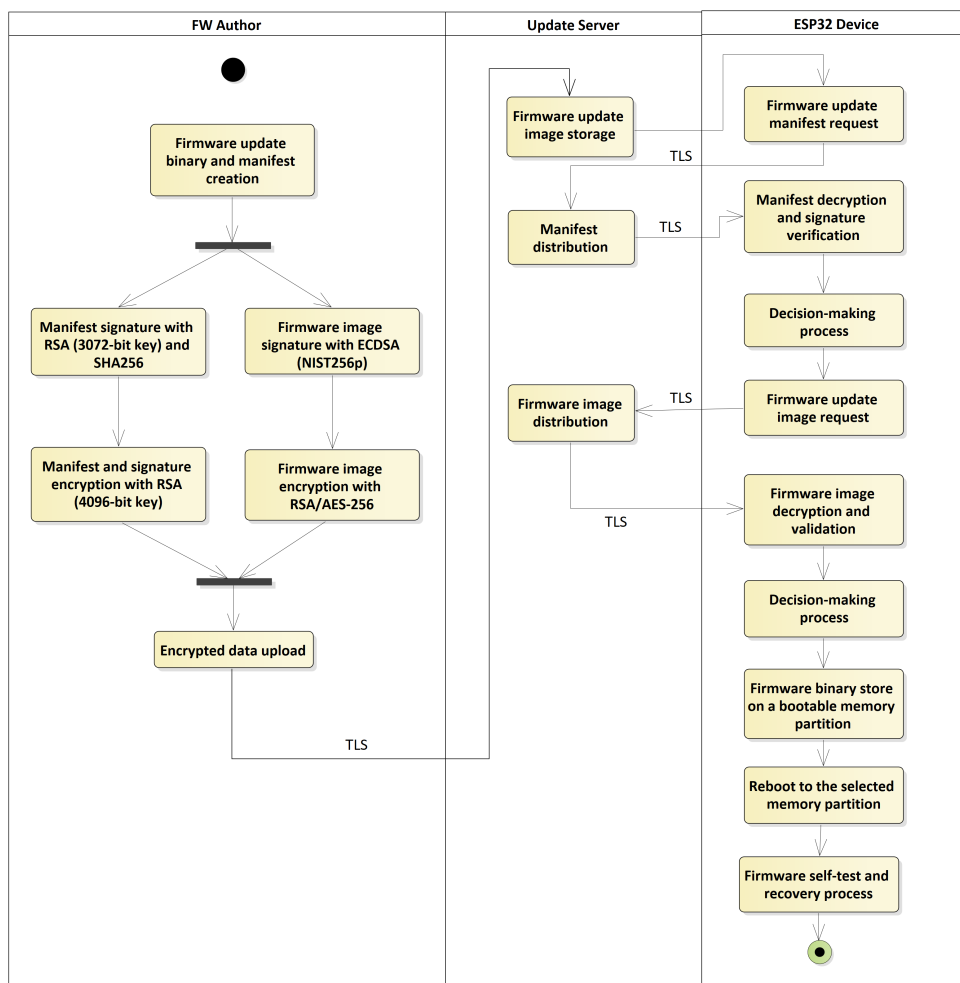 FW Author
Update Server
ESP32 Device
Firmware update
binary and manifest
creation
Manifest signature with
RSA (3072-bit key) and
SHA256
Firmware image
signature with ECDSA
(NIST256p)
Manifest and signature
encryption with RSA
(4096-bit key)
Firmware image
encryption with
RSA/AES-256
Encrypted data upload
TLS
Firmware update
image storage
Firmware update
manifest request
TLS
Manifest
distribution
TLS
Manifest decryption
and signature
verification
Decision-making
process
Firmware update
image request
TLS
Firmware image
distribution
TLS
Firmware image
decryption and
validation
Decision-making
process
Firmware binary store
on a bootable memory
partition
Reboot to the selected
memory partition
Firmware self-test and
recovery process